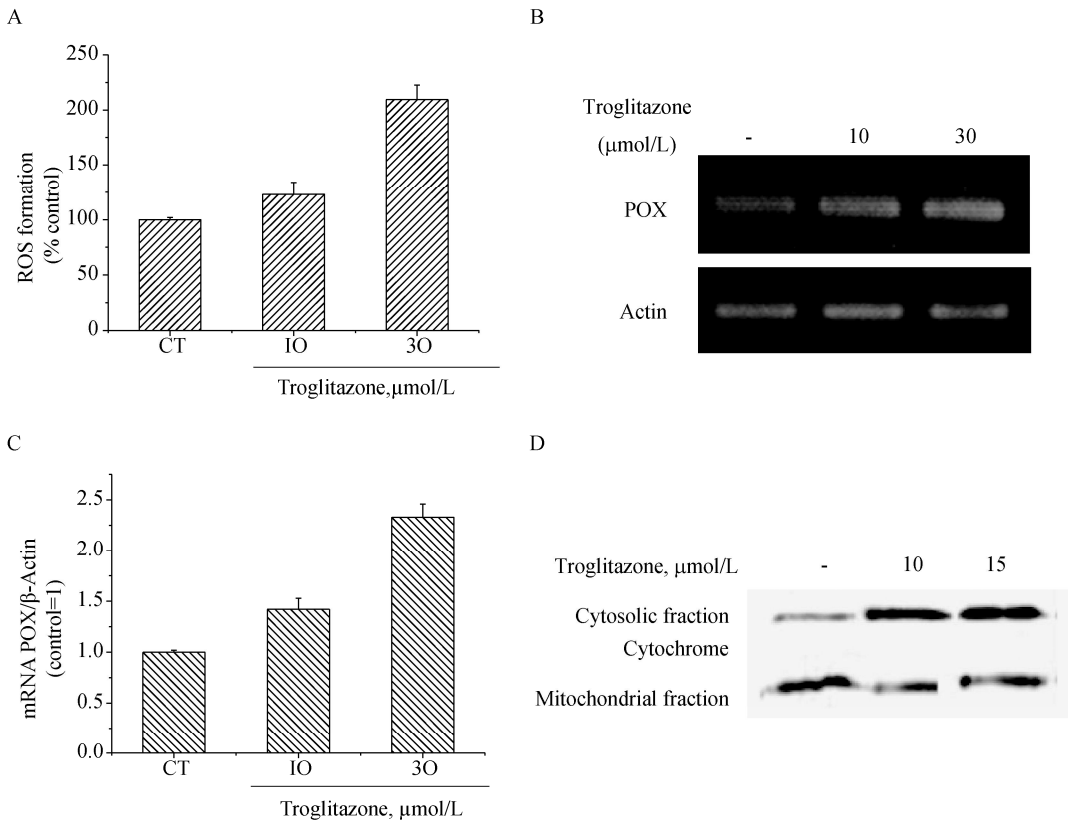 A
250
200
150
100
50
0
ROS formation
(% control)
CT
IO
3O
Troglitazone,μmol/L
B
Troglitazone
(μmol/L)
-
10
30
POX
Actin
C
2.5
2.0
1.5
1.0
0.5
0.0
mRNA POX/β-Actin
(control=1)
CT
IO
3O
Troglitazone, μmol/L
D
Troglitazone, μmol/L
-
10
15
Cytosolic fraction
Cytochrome
Mitochondrial fraction